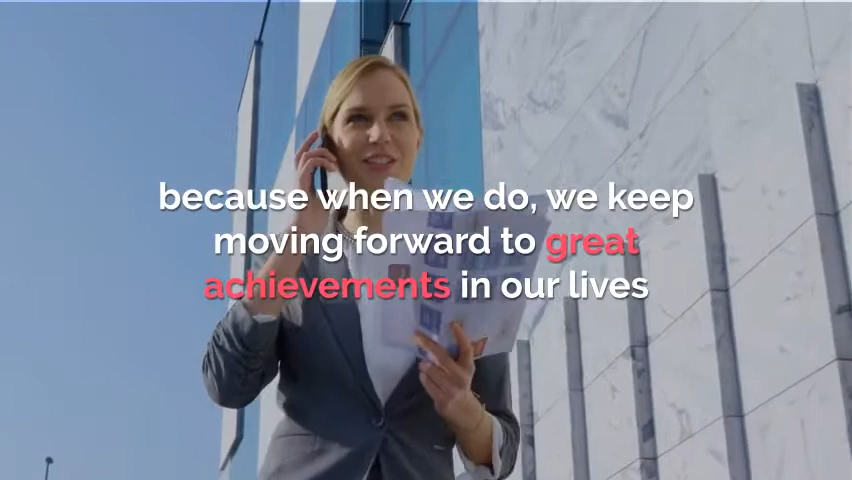 because when we do, we keep
moving forward to great
achievements in our lives